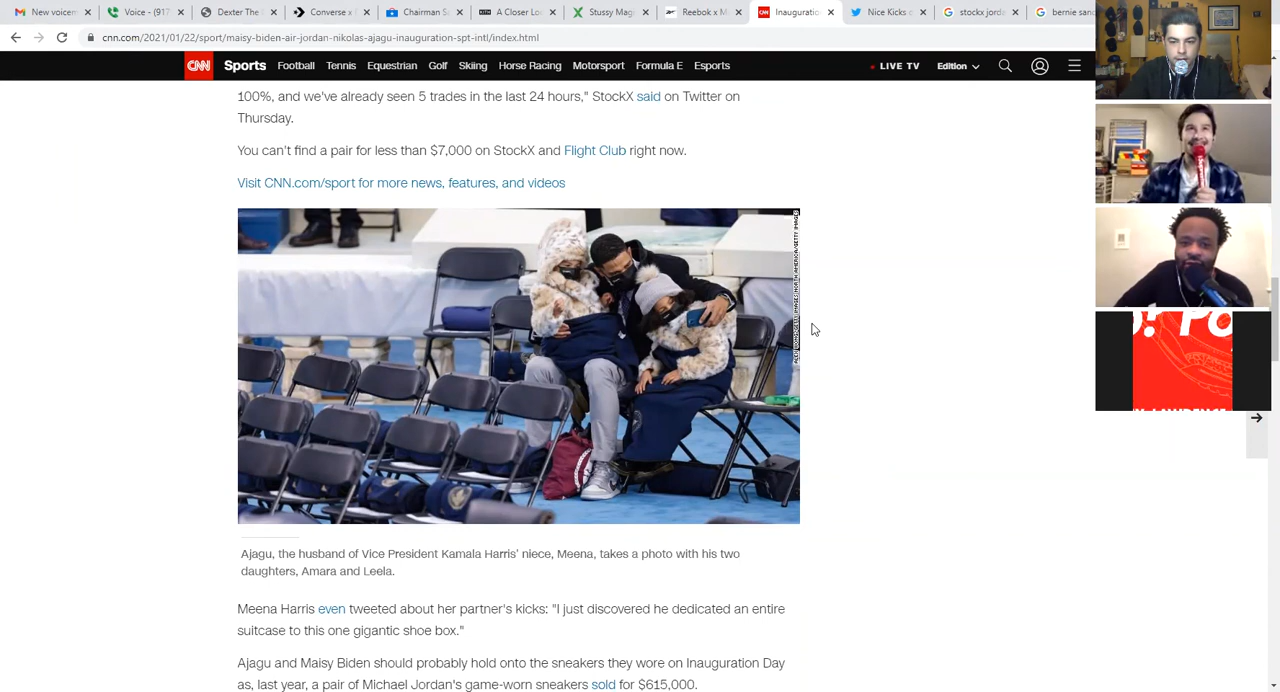 New voicem
Voice - (917
Dexter The
Converse x
Chairman S
A Closer Lo
Stussy Mag
Reebok x M
Inauguratio
Nice Kicks
stockx jorda
bernie sand
cnn.com/2021/01/22/sport/maisy-biden-air-jordan-nikolas-ajagu-inauguration-spt-intl/index.html
CNN Sports Football Tennis Equestrian Golf Skiing Horse Racing Motorsport Formula E Esports LIVE TV Edition
100%, and we've already seen 5 trades in the last 24 hours," StockX said on Twitter on
Thursday.
You can't find a pair for less than $7,000 on StockX and Flight Club right now.
Visit CNN.com/sport for more news, features, and videos
Ajagu, the husband of Vice President Kamala Harris' niece, Meena, takes a photo with his two
daughters, Amara and Leela.
Meena Harris even tweeted about her partner's kicks: "I just discovered he dedicated an entire
suitcase to this one gigantic shoe box."
Ajagu and Maisy Biden should probably hold onto the sneakers they wore on Inauguration Day
as, last year, a pair of Michael Jordan's game-worn sneakers sold for $615,000.